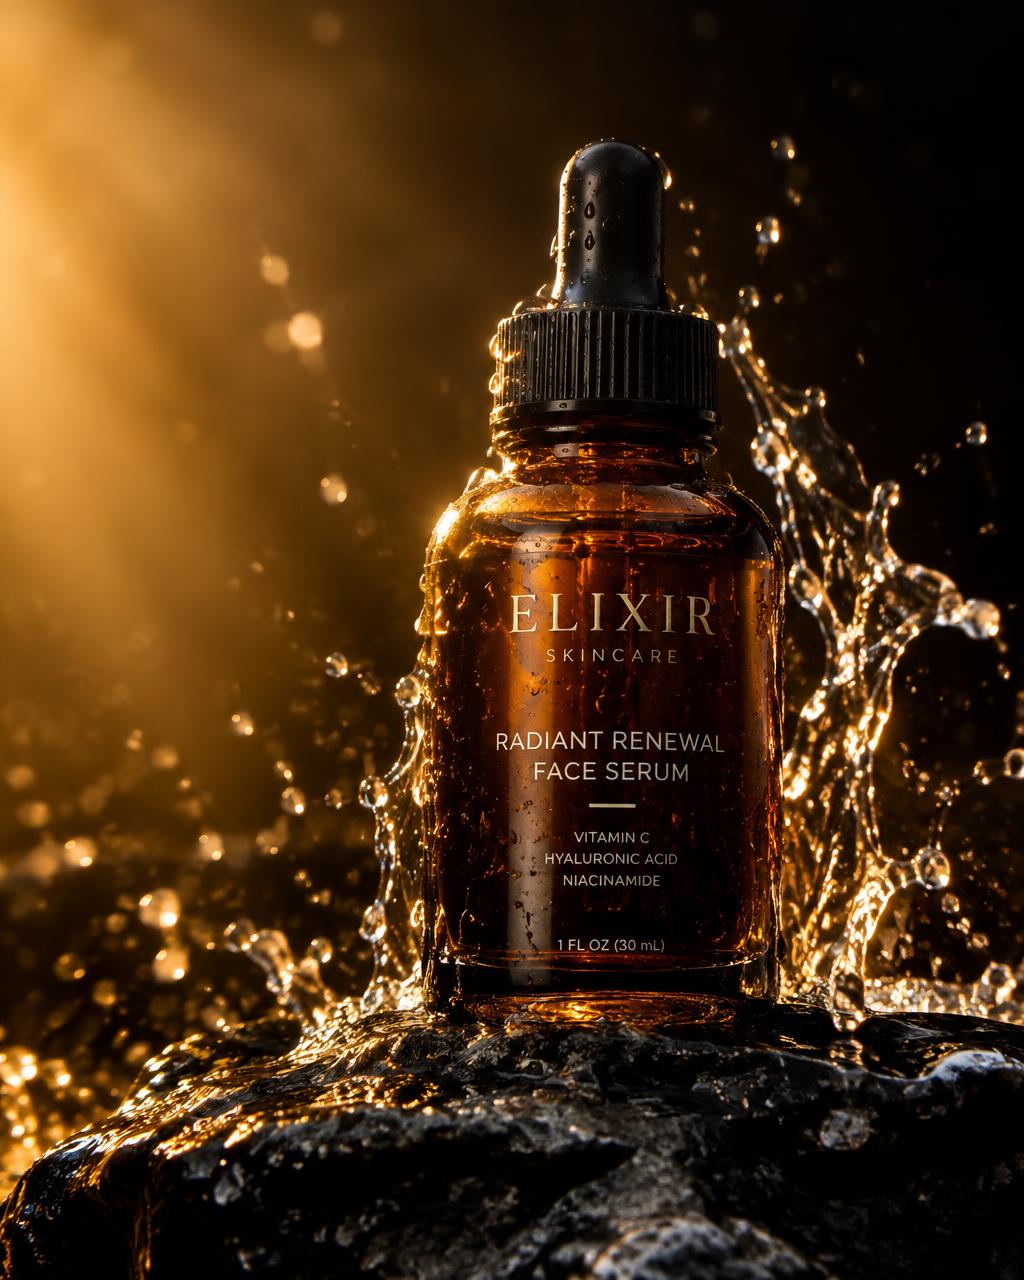 ELIXIR
SKINCARE
RADIANT RENEWAL
FACE SERUM
VITAMIN C
HYALURONIC ACID
NIACINAMIDE
1 FL OZ (30 mL)